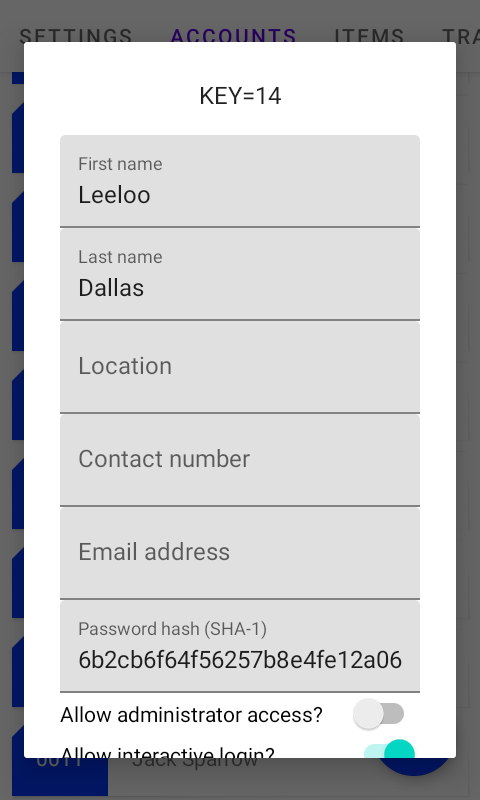 SETTINGS ACCOUNTS ITEMS TRA
KEY=14
First name
Leeloo
Last name
Dallas
Location
Contact number
Email address
Password hash (SHA-1)
6b2cb6f64f56257b8e4fe12a06
Allow administrator access?
Allow interactive login?
0011 Jack Sparrow